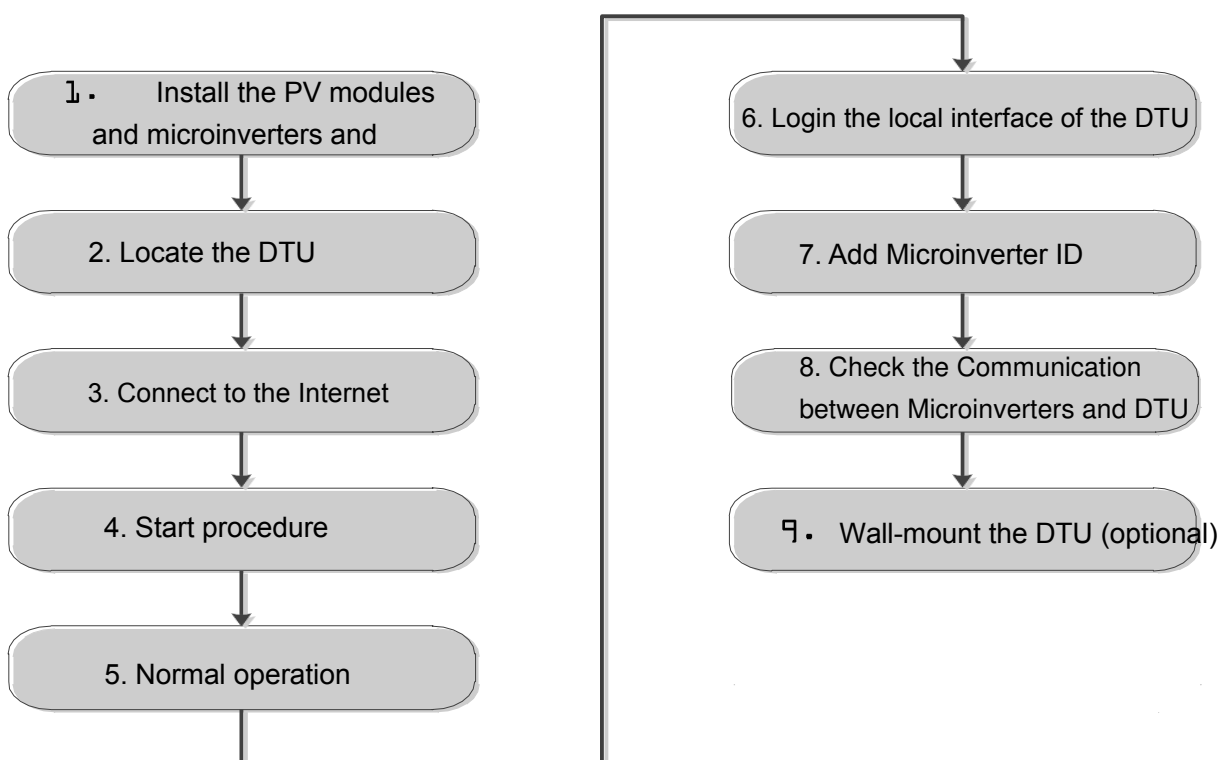 1. Install the PV modules
and microinverters and
2. Locate the DTU
3. Connect to the Internet
4. Start procedure
5. Normal operation
6. Login the local interface of the DTU
7. Add Microinverter ID
8. Check the Communication
between Microinverters and DTU
9. Wall-mount the DTU (optional)